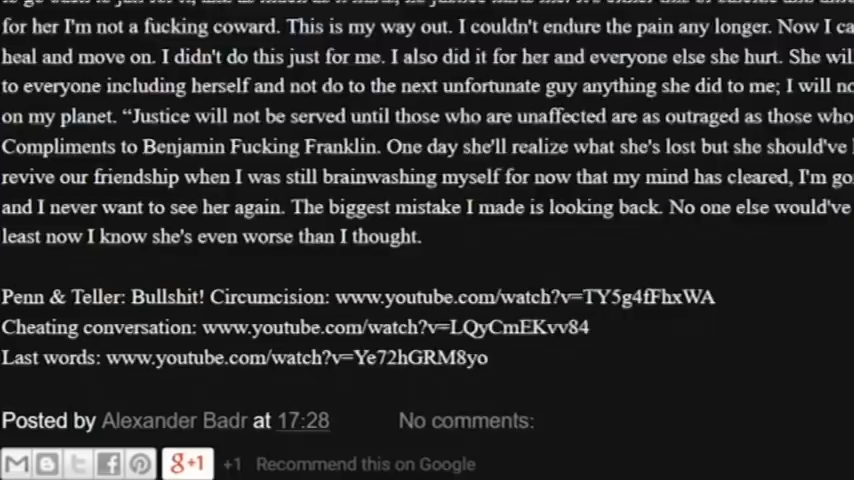 for her I'm not a fucking coward. This is my way out. I couldn't endure the pain any longer. Now I ca
heal and move on. I didn't do this just for me. I also did it for her and everyone else she hurt. She wil
to everyone including herself and not do to the next unfortunate guy anything she did to me; I will no
on my planet. “Justice will not be served until those who are unaffected are as outraged as those who
Compliments to Benjamin Fucking Franklin. One day she'll realize what she's lost but she should've
revive our friendship when I was still brainwashing myself for now that my mind has cleared, I'm go
and I never want to see her again. The biggest mistake I made is looking back. No one else would've
least now I know she's even worse than I thought.
Penn & Teller: Bullshit! Circumcision: www.youtube.com/watch?v=TY5g4fFhxWA
Cheating conversation: www.youtube.com/watch?v=LQyCmEKvv84
Last words: www.youtube.com/watch?v=Ye72hGRM8yo
Posted by Alexander Badr at 17:28 No comments:
g+1 +1 Recommend this on Google